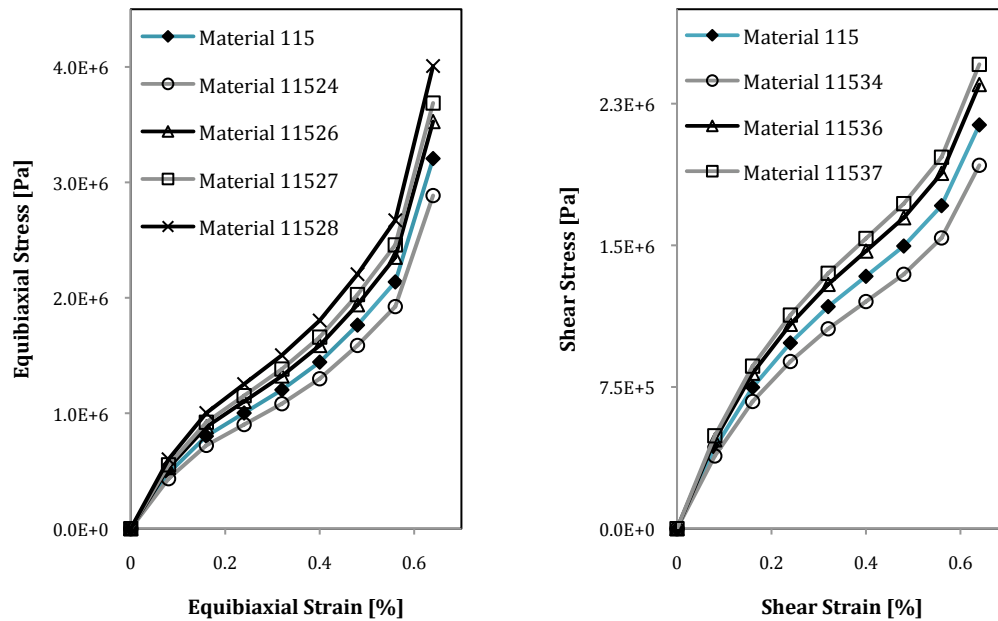 Material 115
Material 11524
Material 11526
Material 11527
Material 11528
4.0E+6
3.0E+6
2.0E+6
1.0E+6
0.0E+0
0
0.2
0.4
0.6
Equibiaxial Stress [Pa]
Equibiaxial Strain [%]
Material 115
Material 11534
Material 11536
Material 11537
2.3E+6
1.5E+6
7.5E+5
0.0E+0
0
0.2
0.4
0.6
Shear Stress [Pa]
Shear Strain [%]